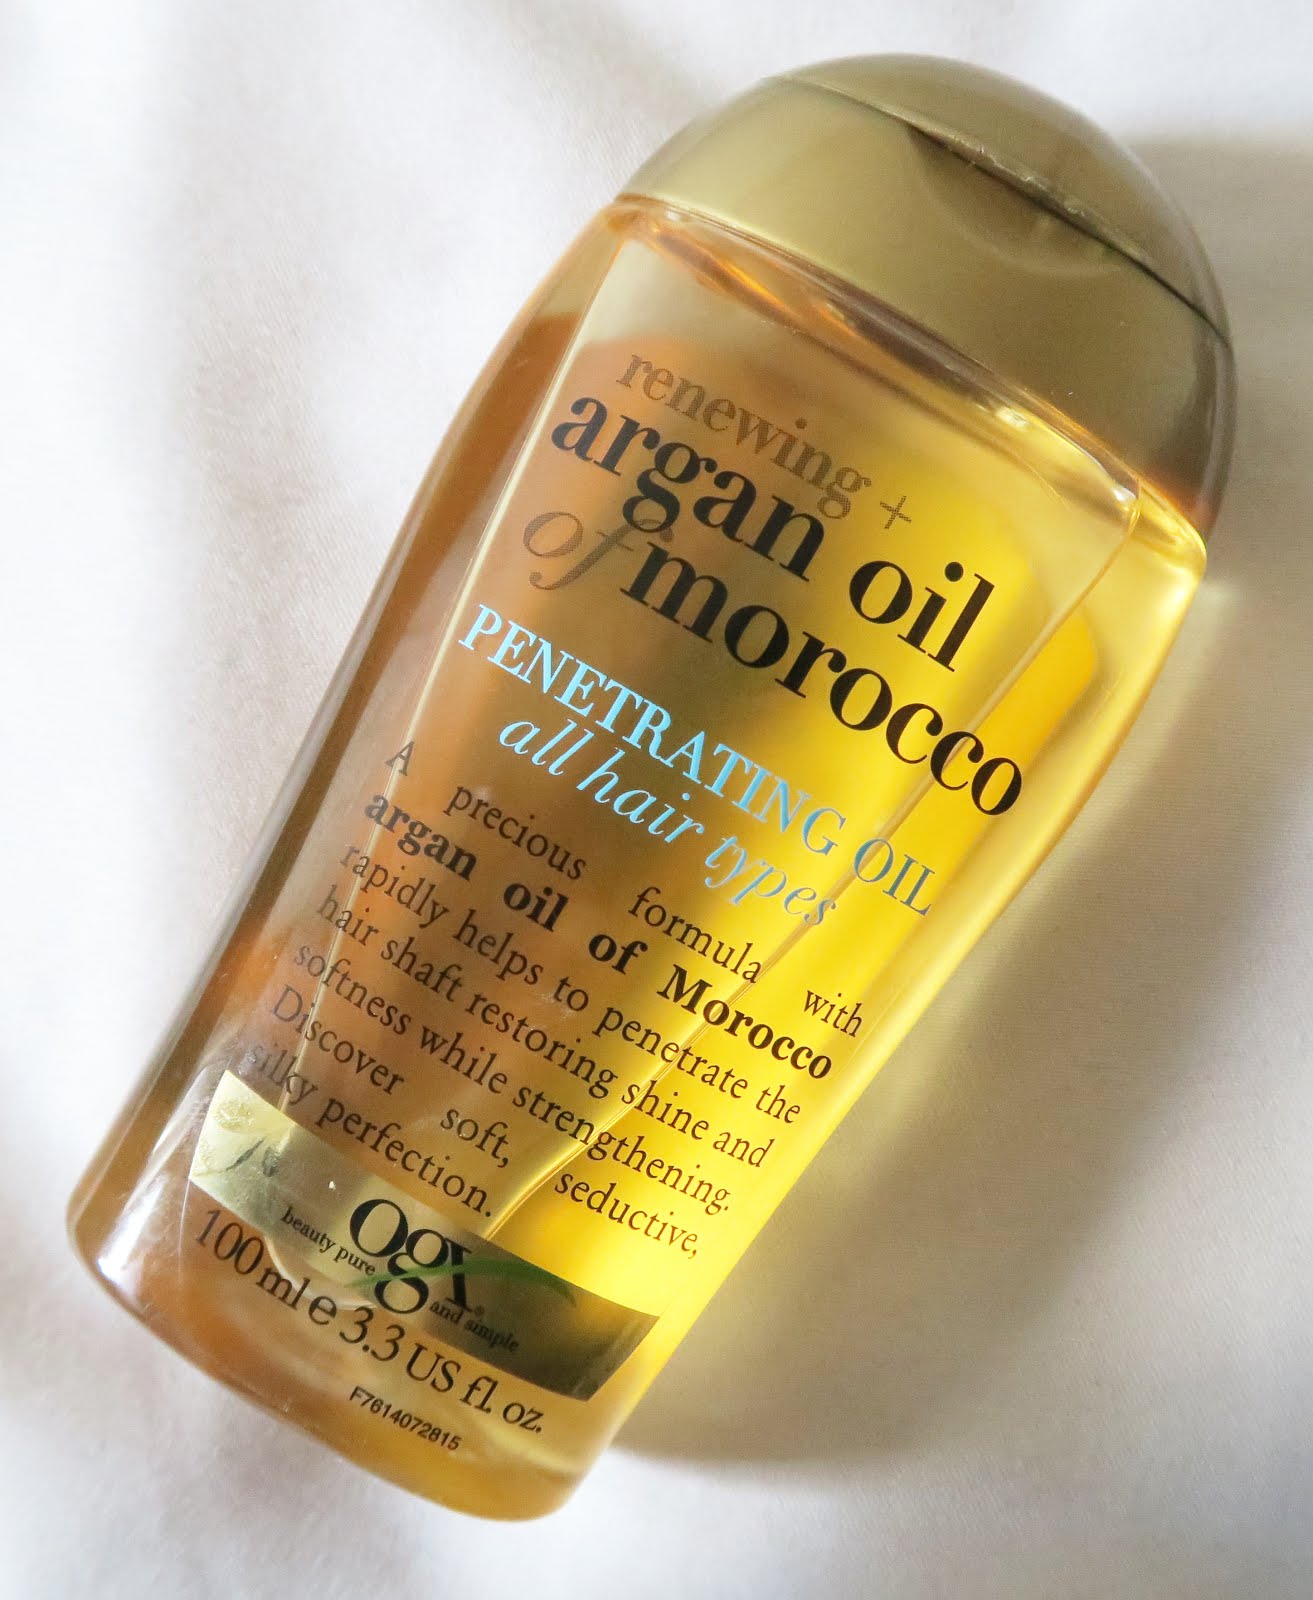 renewing +
argan oil
of morocco
PENETRATING OIL
all hair types
A precious formula with
argan oil of Morocco
rapidly helps to penetrate the
hair shaft restoring shine and
softness while strengthening.
Discover soft, seductive,
silky perfection.
ogx®
beauty pure and simple
100 ml e 3.3 US fl. oz.
F7614072815